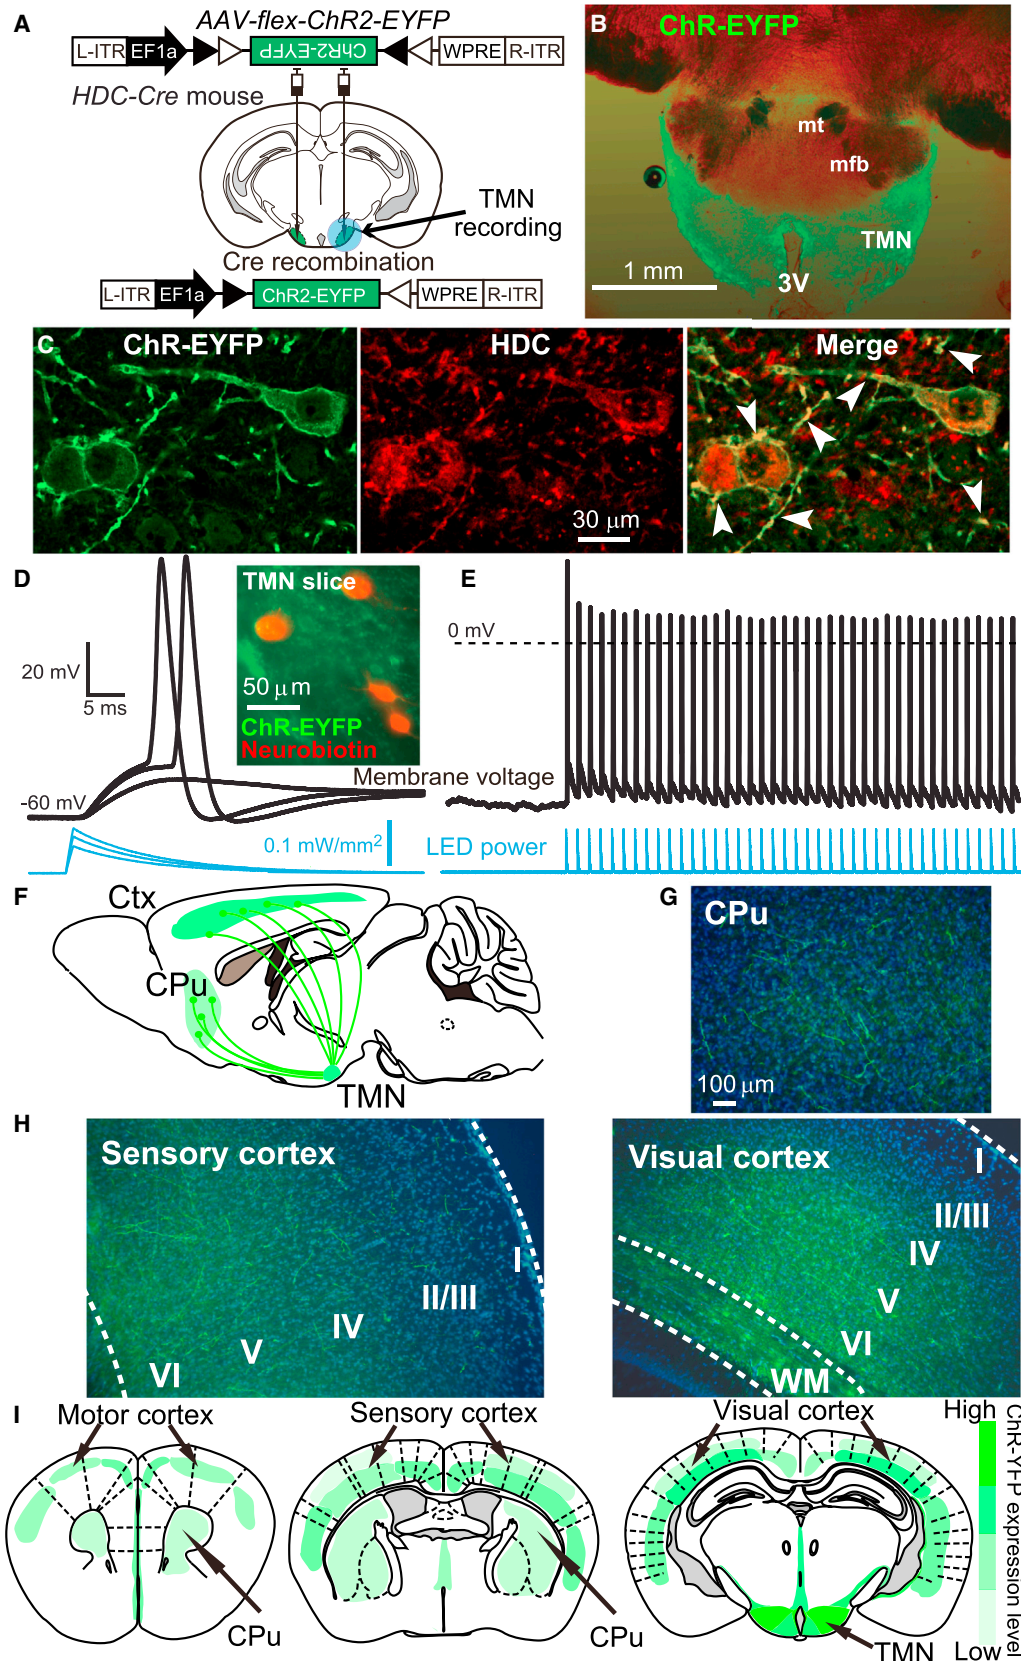 A
AAV-flex-ChR2-EYFP
L-ITR EF1a ChR2-EYFP WPRE R-ITR
HDC-Cre mouse
TMN
recording
Cre recombination
L-ITR EF1a ChR2-EYFP WPRE R-ITR
B
ChR-EYFP
mt
mfb
TMN
1 mm
3V
C
ChR-EYFP
HDC
30 µm
Merge
D
20 mV
5 ms
-60 mV
TMN slice
50 µm
ChR-EYFP
Neurobiotin
0.1 mW/mm²
E
0 mV
Membrane voltage
LED power
F
Ctx
CPu
TMN
G
CPu
100 µm
H
Sensory cortex
I
II/III
IV
V
VI
Visual cortex
I
II/III
IV
V
VI
WM
I
Motor cortex
CPu
Sensory cortex
CPu
Visual cortex
TMN
High
Low
ChR-YFP expression level